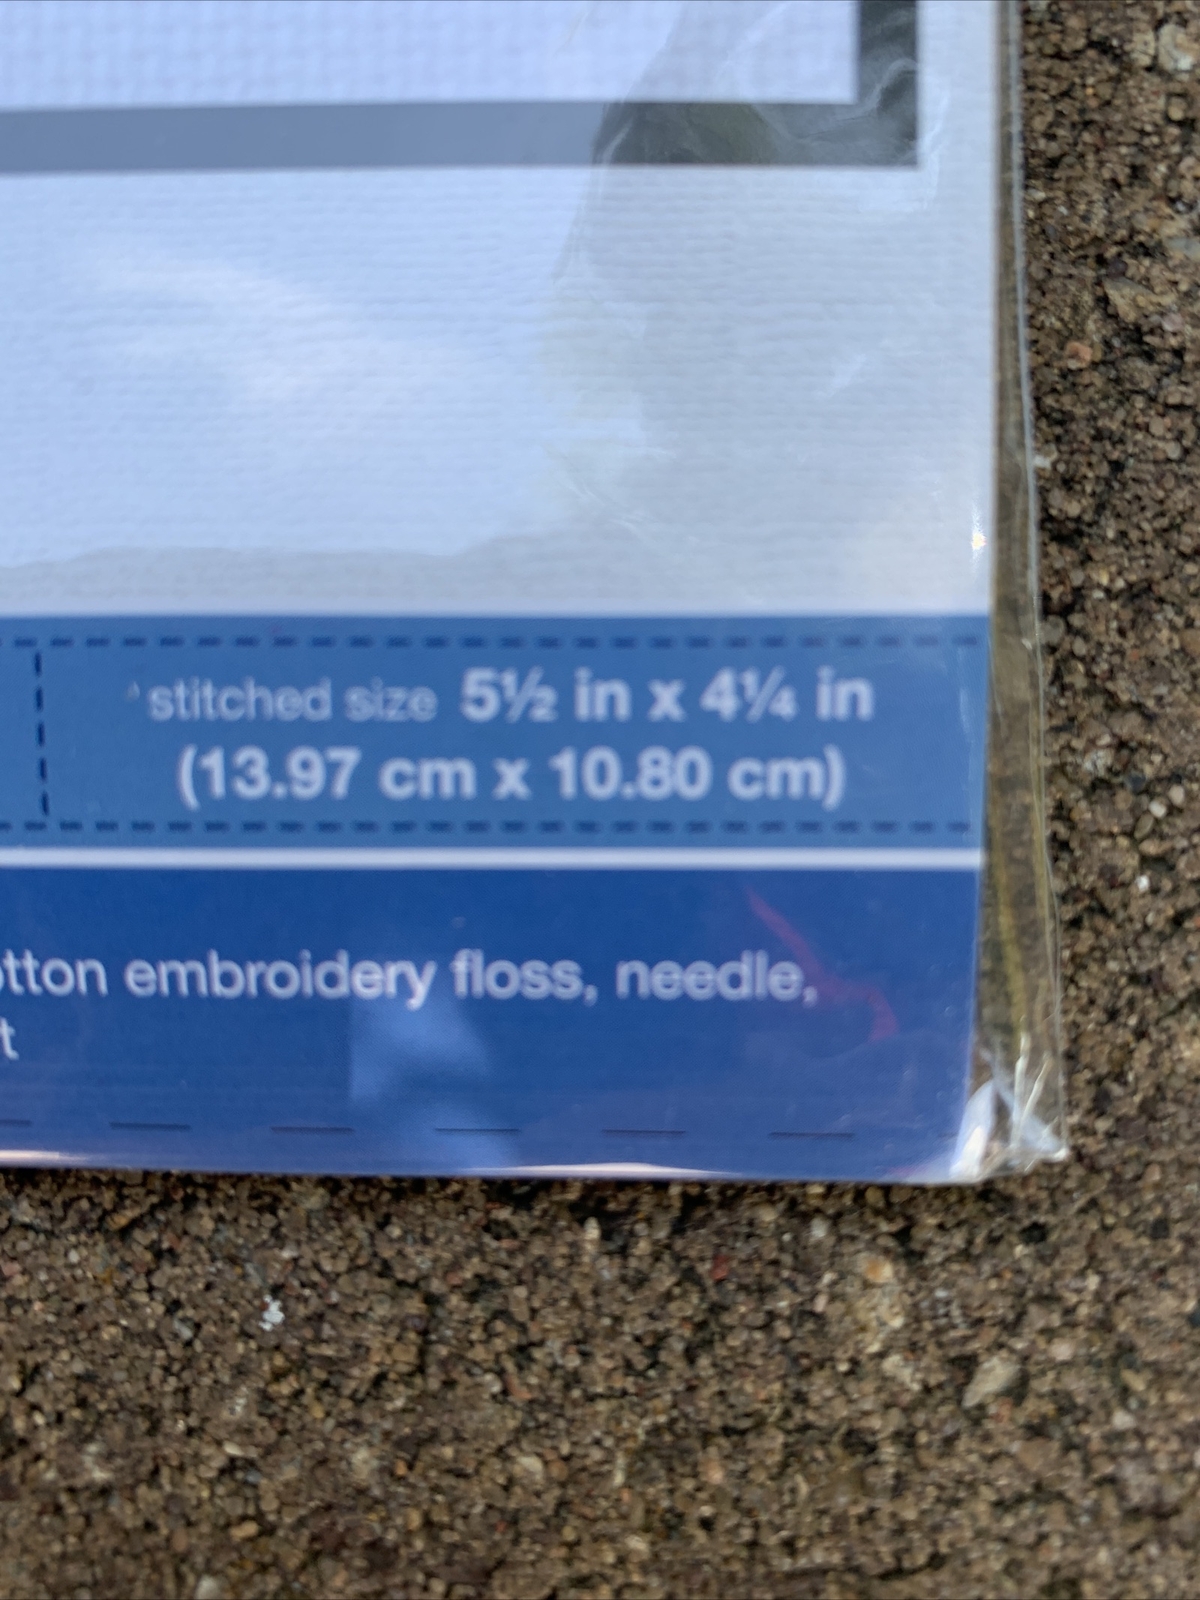 stitched size 5½ in x 4¼ in
(13.97 cm x 10.80 cm)
otton embroidery floss, needle,
t